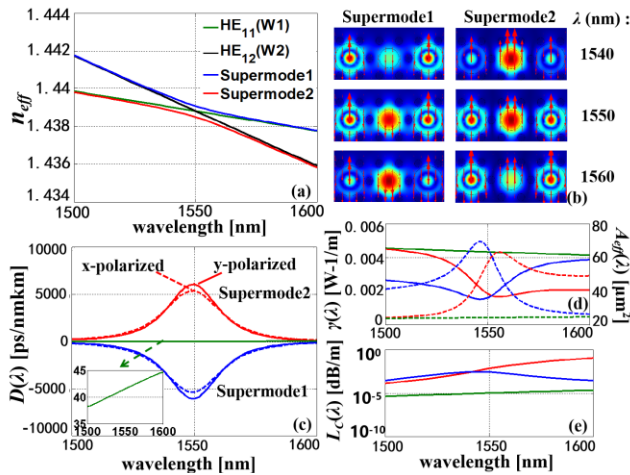 1.444
1.442
1.44
1.438
1.436
1.434
n_eff
HE₁₁(W1)
HE₁₂(W2)
Supermode1
Supermode2
(a)
1500 1550 1600
wavelength [nm]
Supermode1 Supermode2 λ (nm) :
1540
1550
1560
(b)
10000
5000
0
-5000
-10000
D(λ) [ps/nmkm]
x-polarized y-polarized
Supermode2
Supermode1
45
40
35
1500 1550 1600
(c)
1500 1550 1600
wavelength [nm]
0.006
0.004
0.002
0
γ(λ) [W-1/m]
80
60
40
20
A_eff(λ) [μm²]
(d)
1500 1550 1600
10⁰
10⁻⁵
10⁻¹⁰
L_C(λ) [dB/m]
(e)
1500 1550 1600
wavelength [nm]